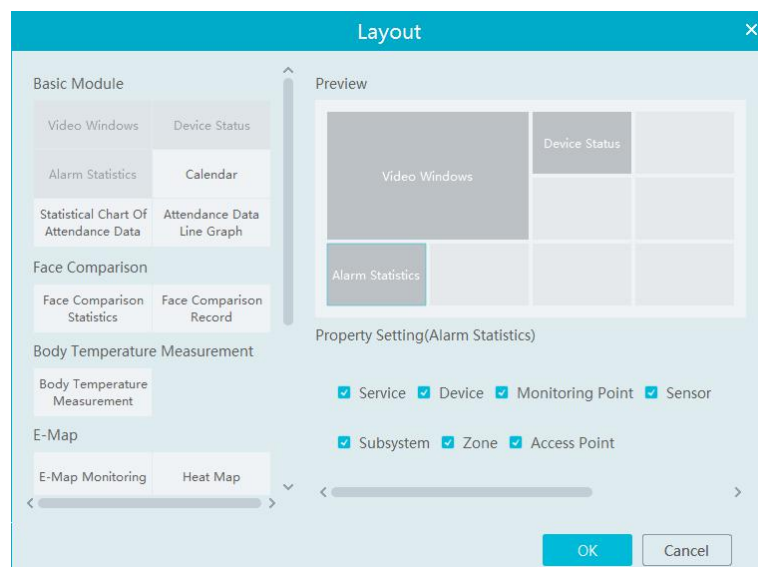 Layout
Basic Module
Video Windows
Device Status
Alarm Statistics
Calendar
Statistical Chart Of
Attendance Data
Attendance Data
Line Graph
Face Comparison
Face Comparison
Statistics
Face Comparison
Record
Body Temperature Measurement
Body Temperature
Measurement
E-Map
E-Map Monitoring
Heat Map
Preview
Video Windows
Device Status
Alarm Statistics
Property Setting(Alarm Statistics)
Service
Device
Monitoring Point
Sensor
Subsystem
Zone
Access Point
OK
Cancel